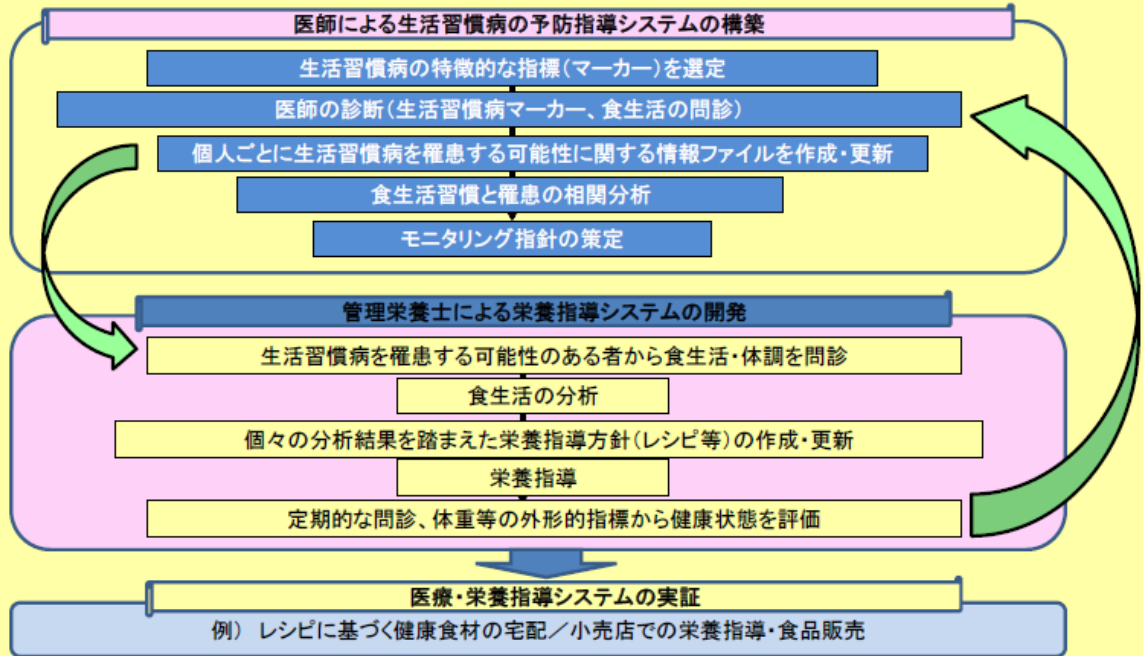 医師による生活習慣病の予防指導システムの構築
生活習慣病の特徴的な指標(マーカー)を選定
医師の診断(生活習慣病マーカー、食生活の問診)
個人ごとに生活習慣病を罹患する可能性に関する情報ファイルを作成・更新
食生活習慣と罹患の相関分析
モニタリング指針の策定
管理栄養士による栄養指導システムの開発
生活習慣病を罹患する可能性のある者から食生活・体調を問診
食生活の分析
個々の分析結果を踏まえた栄養指導方針(レシピ等)の作成・更新
栄養指導
定期的な問診、体重等の外形的指標から健康状態を評価
医療・栄養指導システムの実証
例) レシピに基づく健康食材の宅配／小売店での栄養指導・食品販売